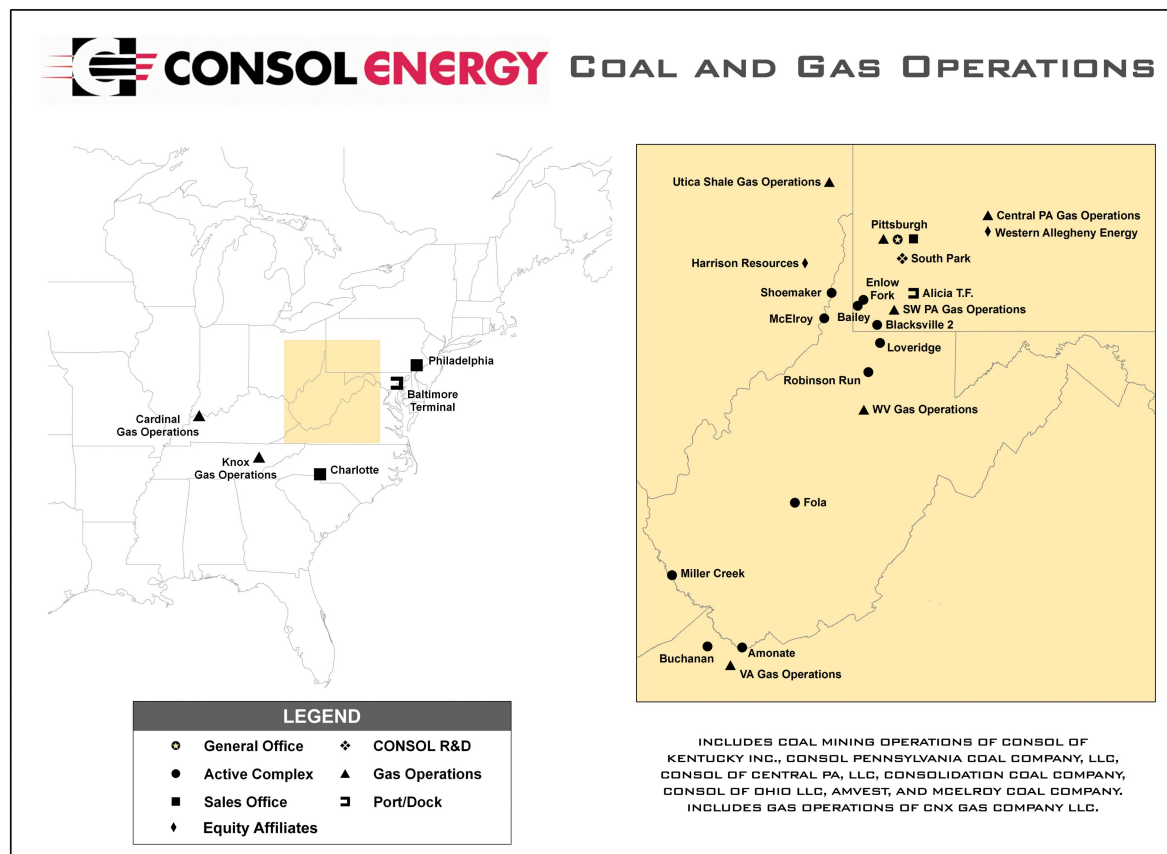 CONSOL ENERGY
COAL AND GAS OPERATIONS
Philadelphia
Baltimore
Terminal
Cardinal
Gas Operations
Knox
Gas Operations
Charlotte
Utica Shale Gas Operations
Central PA Gas Operations
Western Allegheny Energy
Pittsburgh
South Park
Harrison Resources
Enlow
Fork
Shoemaker
Alicia T.F.
Bailey
SW PA Gas Operations
McElroy
Blacksville 2
Loveridge
Robinson Run
WV Gas Operations
Fola
Miller Creek
Buchanan
Amonate
VA Gas Operations
LEGEND
General Office
CONSOL R&D
Active Complex
Gas Operations
Sales Office
Port/Dock
Equity Affiliates
INCLUDES COAL MINING OPERATIONS OF CONSOL OF
KENTUCKY INC., CONSOL PENNSYLVANIA COAL COMPANY, LLC,
CONSOL OF CENTRAL PA, LLC, CONSOLIDATION COAL COMPANY,
CONSOL OF OHIO LLC, AMVEST, AND MCELROY COAL COMPANY.
INCLUDES GAS OPERATIONS OF CNX GAS COMPANY LLC.